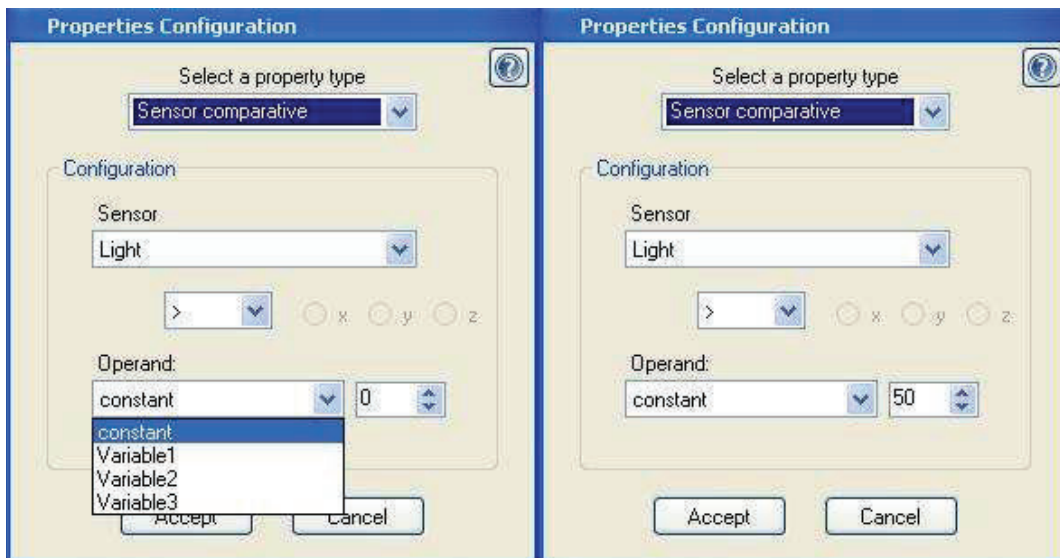 Properties Configuration
Select a property type
Sensor comparative
Configuration
Sensor
Light
> x y z
Operand:
constant 0
constant
Variable1
Variable2
Variable3
Accept Cancel
Properties Configuration
Select a property type
Sensor comparative
Configuration
Sensor
Light
> x y z
Operand:
constant 50
Accept Cancel